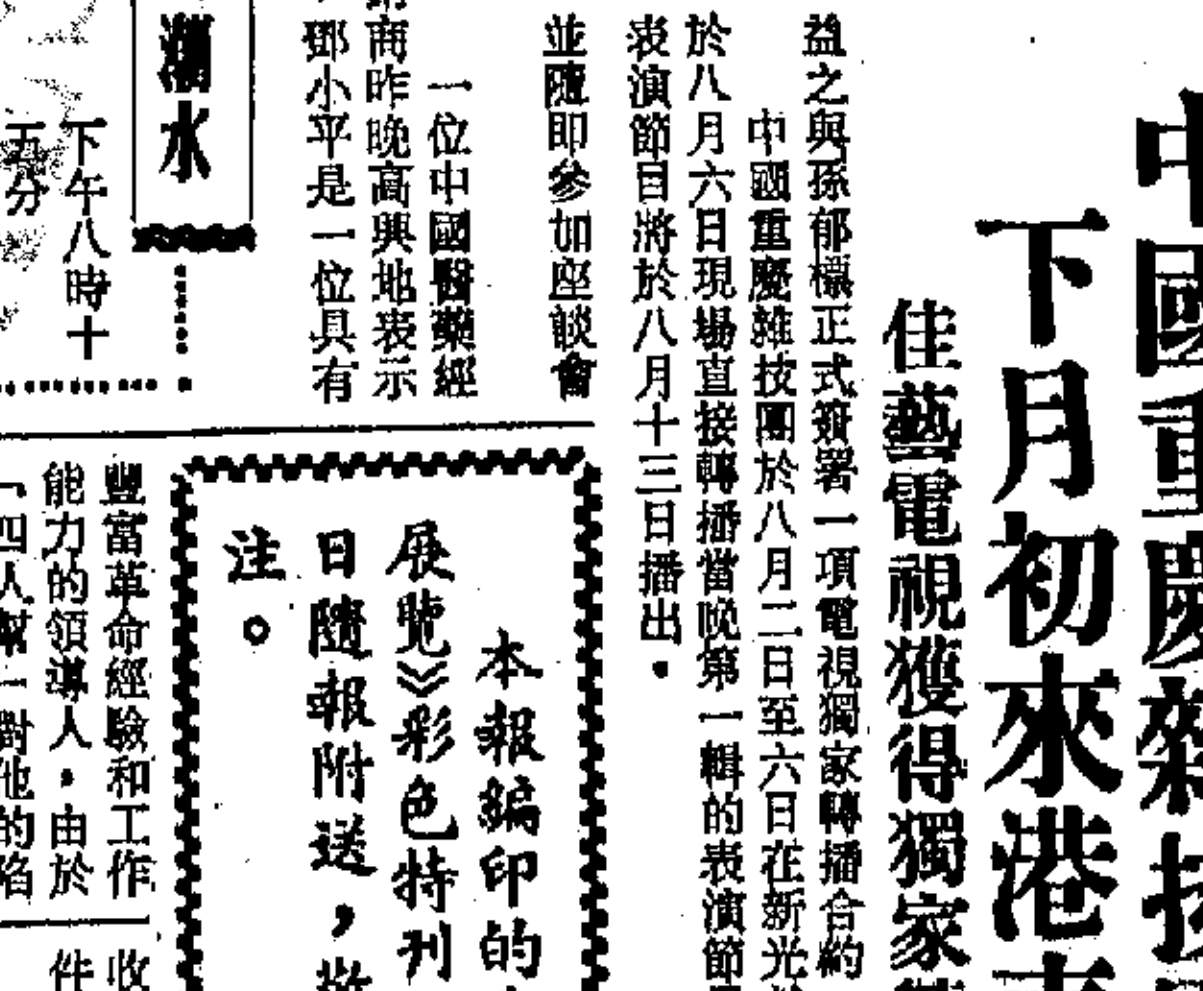 中國重慶雜技
下月初來港
佳藝電視獲得獨家
益之與孫郁標正式簽署一項電視獨家轉播合約
中國重慶雜技團於八月二日至六日在新光
於八月六日現場直接轉播當晚第一輯的表演節
表演節目將於八月十三日播出。
並隨即參加座談會
一位中國醫藥經
商昨晚高興地表示
鄧小平是一位具有
水
下午八時十
五分
本報編印的
展覽》彩色特刊
日隨報附送，敬
注。
豐富革命經驗和工作
能力的領導人。由於
「四人幫」對他的陷
收
件